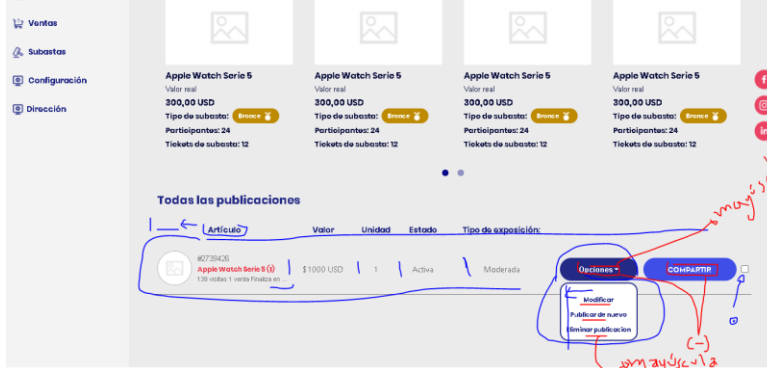 Ventas
Subastas
Configuración
Dirección
Apple Watch Serie 5
Valor real
300,00 USD
Tipo de subasta: Bronce
Participantes: 24
Tickets de subasta: 12
Apple Watch Serie 5
Valor real
300,00 USD
Tipo de subasta: Bronce
Participantes: 24
Tickets de subasta: 12
Apple Watch Serie 5
Valor real
300,00 USD
Tipo de subasta: Bronce
Participantes: 24
Tickets de subasta: 12
Apple Watch Serie 5
Valor real
300,00 USD
Tipo de subasta: Bronce
Participantes: 24
Tickets de subasta: 12
Todas las publicaciones
Artículo Valor Unidad Estado Tipo de exposición:
#2739426
Apple Watch Serie 5 (1) $1000 USD 1 Activa Moderada Opciones COMPARTIR
139 visitas 1 venta Finaliza en ...
Modificar
Publicar de nuevo
Eliminar publicacion
(-)
mayúscula